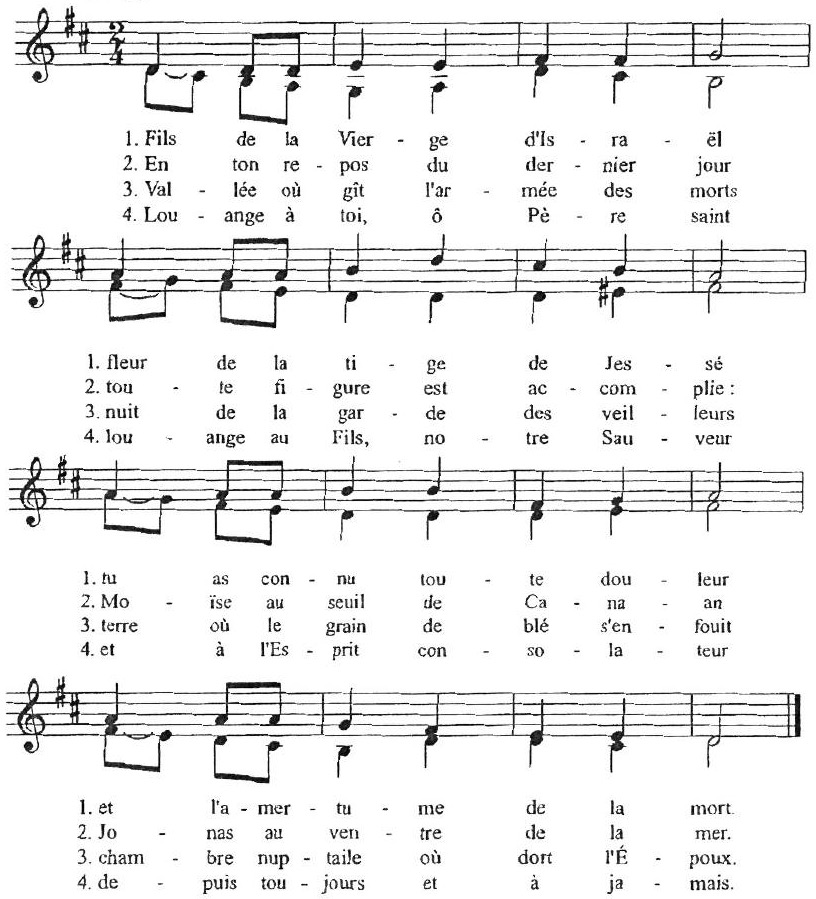 1. Fils de la Vier - ge d'Is - ra - ël
2. En ton re - pos du der - nier jour
3. Val - lée où gît l'ar - mée des morts
4. Lou - ange à toi, ô Pè - re saint
1. fleur de la ti - ge de Jes - sé
2. tou - te fi - gure est ac - com - plie :
3. nuit de la gar - de des veil - leurs
4. lou - ange au Fils, no - tre Sau - veur
1. tu as con - nu tou - te dou - leur
2. Mo - ïse au seuil de Ca - na - an
3. terre où le grain de blé s'en - fouit
4. et à l'Es - prit con - so - la - teur
1. et l'a - mer - tu - me de la mort.
2. Jo - nas au ven - tre de la mer.
3. cham - bre nup - taile où dort l'É - poux.
4. de - puis tou - jours et à ja - mais.